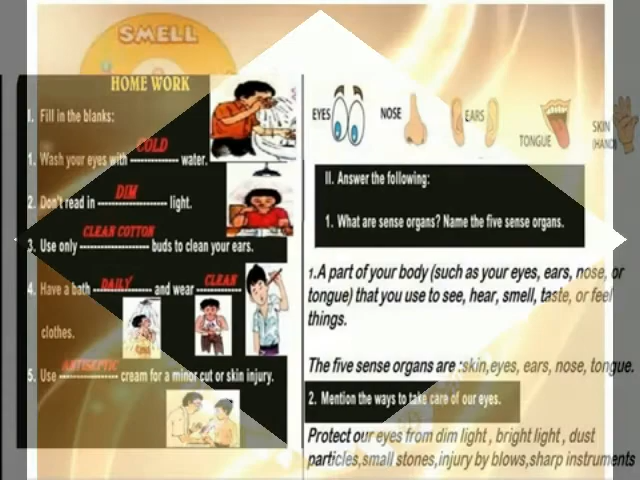 SMELL
HOME WORK
I. Fill in the blanks:
1. Wash your eyes with COLD water.
2. Don't read in DIM light.
3. Use only CLEAN COTTON buds to clean your ears.
4. Have a bath DAILY and wear CLEAN
clothes.
5. Use ANTISEPTIC cream for a minor cut or skin injury.
EYES
NOSE
EARS
TONGUE
SKIN
(HAND)
II. Answer the following:
1. What are sense organs? Name the five sense organs.
1.A part of your body (such as your eyes, ears, nose, or
tongue) that you use to see, hear, smell, taste, or feel
things.
The five sense organs are :skin,eyes, ears, nose, tongue.
2. Mention the ways to take care of our eyes.
Protect our eyes from dim light , bright light , dust
particles,small stones,injury by blows,sharp instruments